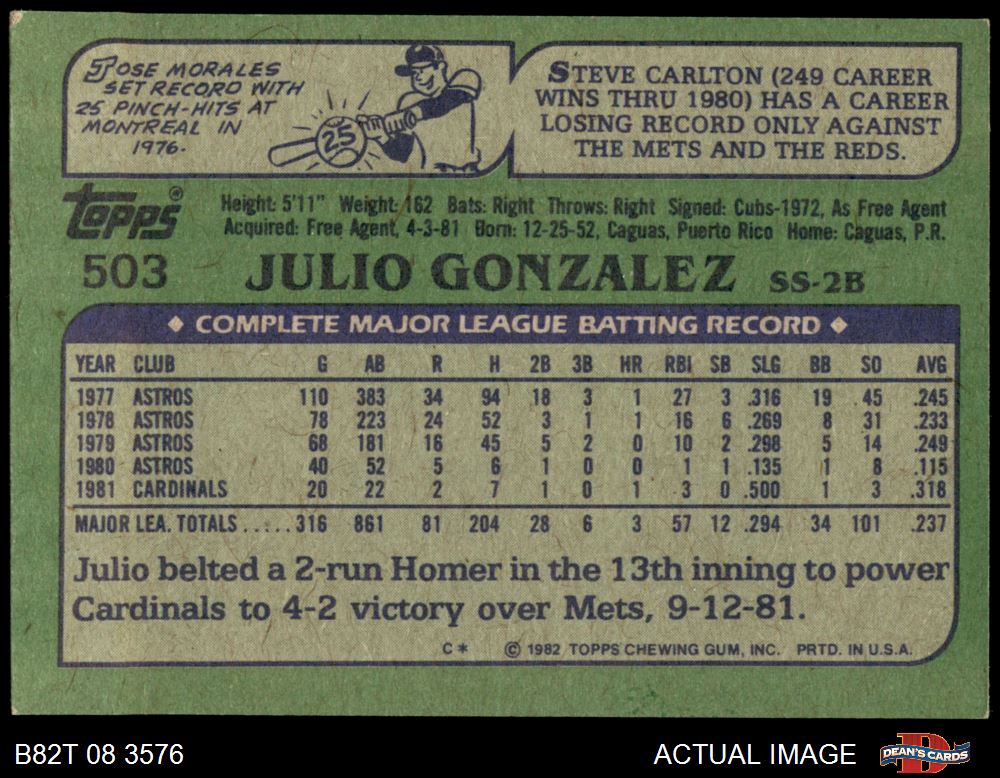 JOSE MORALES
SET RECORD WITH
25 PINCH-HITS AT
MONTREAL IN
1976.
25
STEVE CARLTON (249 CAREER
WINS THRU 1980) HAS A CAREER
LOSING RECORD ONLY AGAINST
THE METS AND THE REDS.
Topps®
Height: 5'11" Weight: 162 Bats: Right Throws: Right Signed: Cubs-1972, As Free Agent
Acquired: Free Agent, 4-3-81 Born: 12-25-52, Caguas, Puerto Rico Home: Caguas, P.R.
503 JULIO GONZALEZ SS-2B
◆ COMPLETE MAJOR LEAGUE BATTING RECORD ◆
YEAR CLUB G AB R H 2B 3B HR RBI SB SLG BB SO AVG
1977 ASTROS 110 383 34 94 18 3 1 27 3 .316 19 45 .245
1978 ASTROS 78 223 24 52 3 1 1 16 6 .269 8 31 .233
1979 ASTROS 68 181 16 45 5 2 0 10 2 .298 5 14 .249
1980 ASTROS 40 52 5 6 1 0 0 1 1 .135 1 8 .115
1981 CARDINALS 20 22 2 7 1 0 1 3 0 .500 1 3 .318
MAJOR LEA. TOTALS ..... 316 861 81 204 28 6 3 57 12 .294 34 101 .237
Julio belted a 2-run Homer in the 13th inning to power
Cardinals to 4-2 victory over Mets, 9-12-81.
C* © 1982 TOPPS CHEWING GUM, INC. PRTD. IN U.S.A.
B82T 08 3576 ACTUAL IMAGE D DEAN'S CARDS